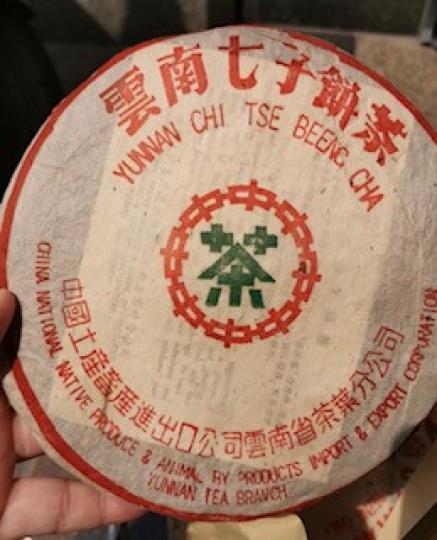 雲南七子餅茶
YUNNAN CHI TSE BEENG CHA
茶
中國土產畜產進出口公司雲南省茶葉分公司
CHINA NATIONAL NATIVE PRODUCE & ANIMAL BY PRODUCTS IMPORT & EXPORT CORPORATION
YUNNAN TEA BRANCH